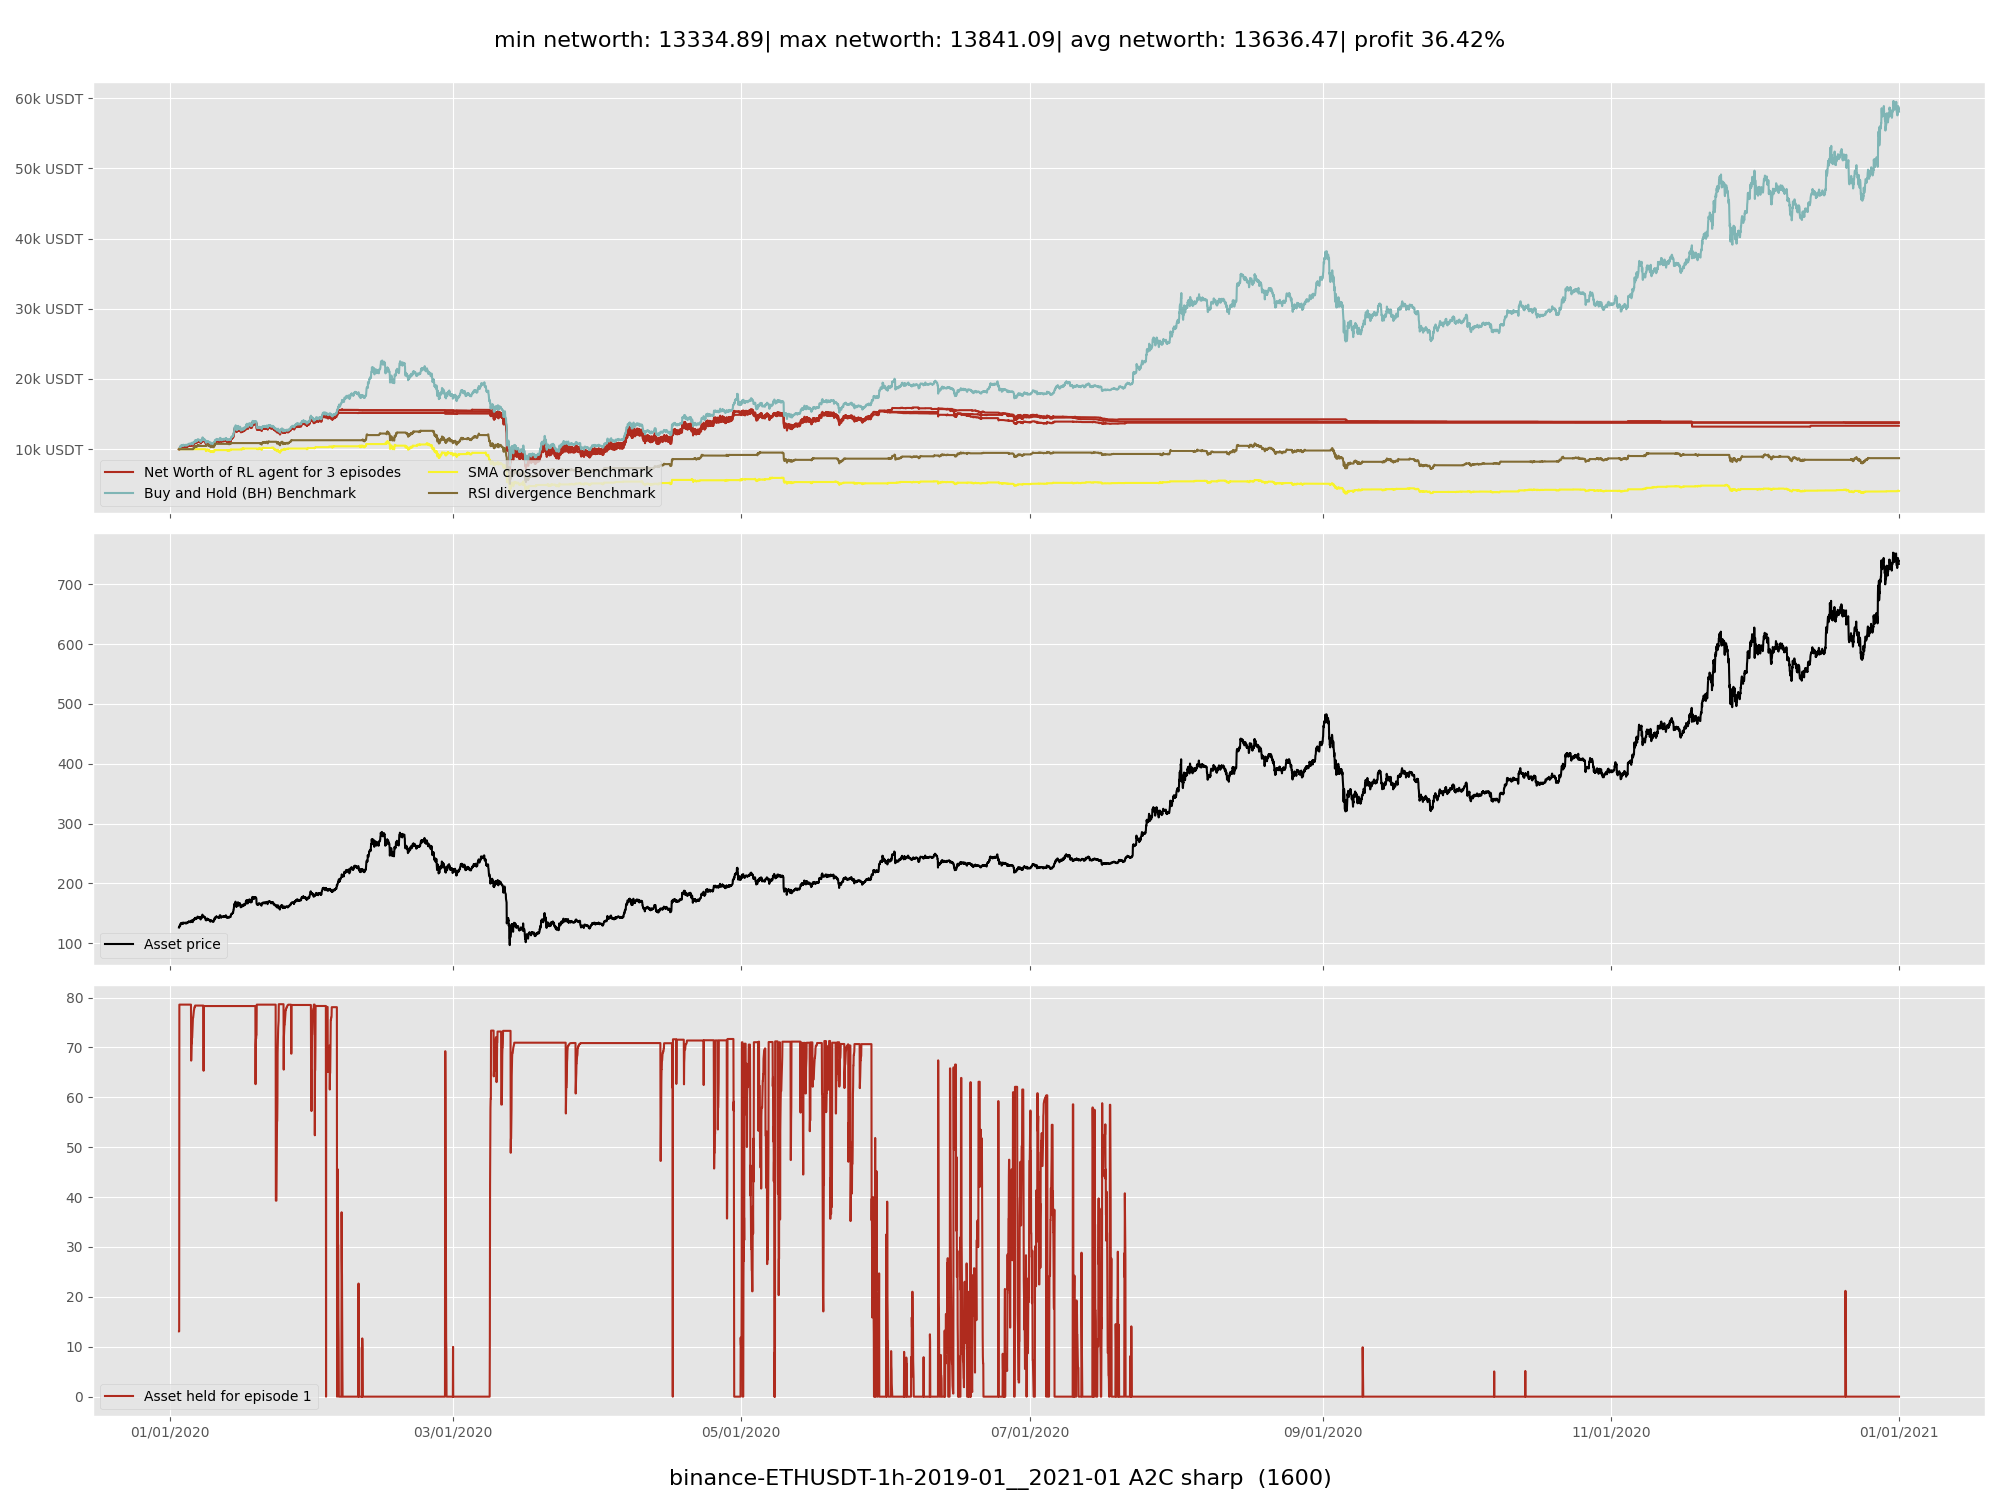 min networth: 13334.89| max networth: 13841.09| avg networth: 13636.47| profit 36.42%
60k USDT
50k USDT
40k USDT
30k USDT
20k USDT
10k USDT
Net Worth of RL agent for 3 episodes
Buy and Hold (BH) Benchmark
SMA crossover Benchmark
RSI divergence Benchmark
700
600
500
400
300
200
100
Asset price
80
70
60
50
40
30
20
10
0
Asset held for episode 1
01/01/2020 03/01/2020 05/01/2020 07/01/2020 09/01/2020 11/01/2020 01/01/2021
binance-ETHUSDT-1h-2019-01__2021-01 A2C sharp (1600)